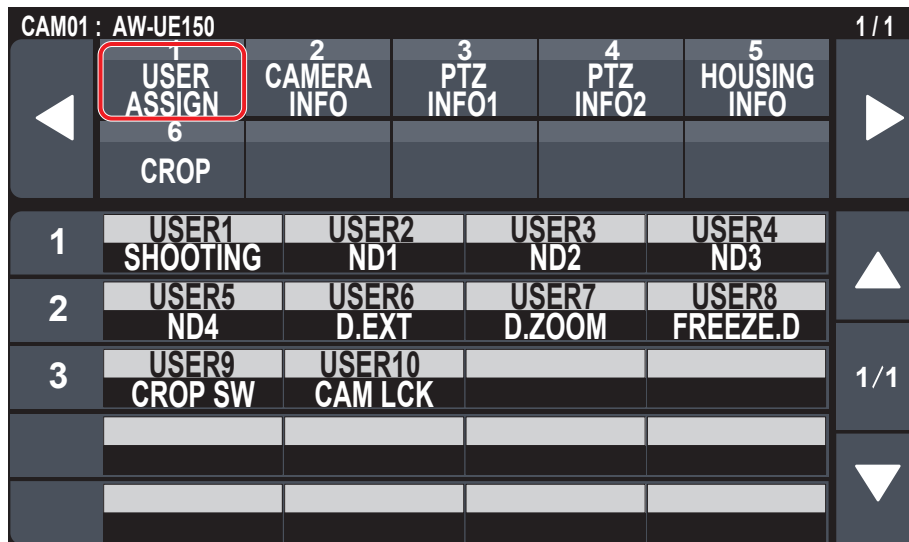 CAM01 : AW-UE150 1 / 1
1 2 3 4 5
USER CAMERA PTZ PTZ HOUSING
ASSIGN INFO INFO1 INFO2 INFO
6
CROP
1 USER1 USER2 USER3 USER4
SHOOTING ND1 ND2 ND3
2 USER5 USER6 USER7 USER8
ND4 D.EXT D.ZOOM FREEZE.D
3 USER9 USER10 1/1
CROP SW CAM LCK